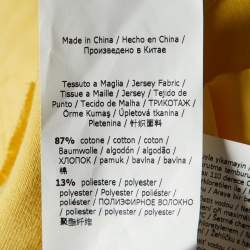 Made in China / Hecho en China /
Произведено в Китае
Tessuto a Maglia / Jersey Fabric /
Tissue a Maille / Jersey / Tejido de
Punto / Tecido de Malha / ТРИКОТАЖ /
Örme Kumaş / Úpletová tkanina /
Pletenina / 针织面料
87% cotone / cotton / coton /
Baumwolle / algodón / algodão /
ХЛОПОК / pamuk / bavlna / bavlna /
棉
13% poliestere / polyester /
polyester / Polyester / poliéster /
poliéster / ПОЛИЭФИРНОЕ ВОЛОКНО
/ polyester / polyester / polyester /
聚酯纤维